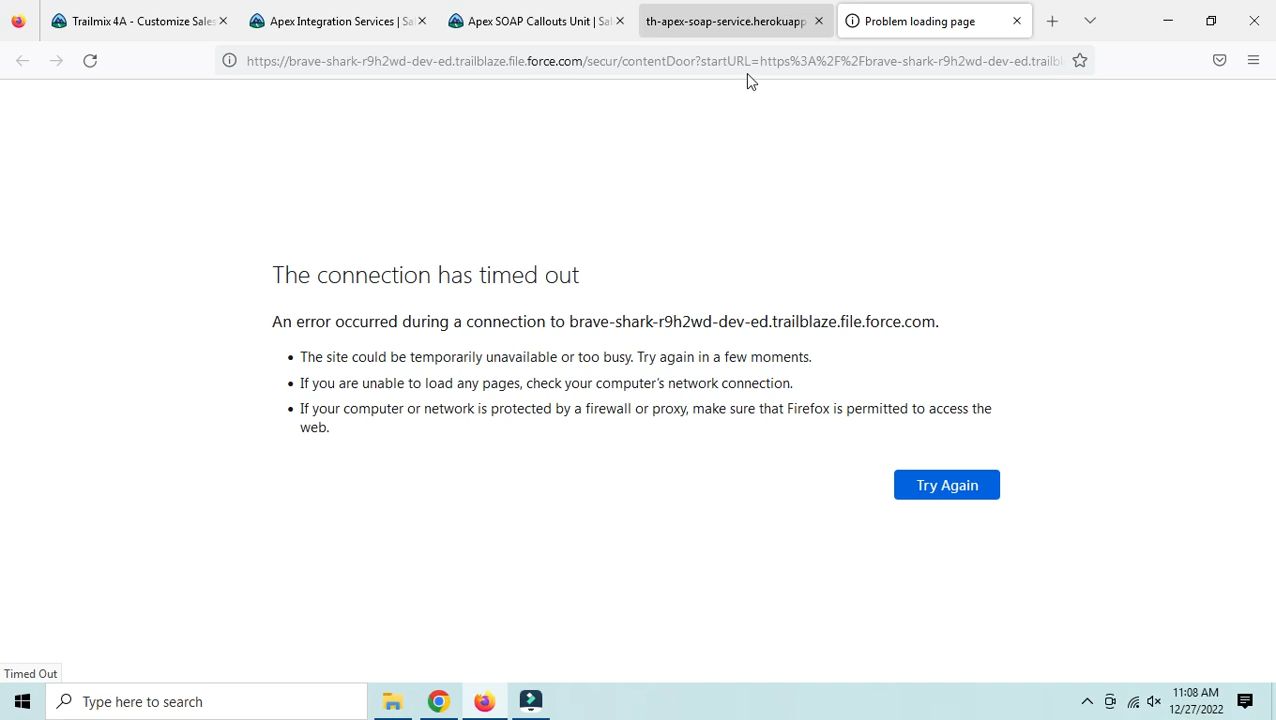 Trailmix 4A - Customize Sales
Apex Integration Services | Sal
Apex SOAP Callouts Unit | Sal
th-apex-soap-service.herokuapp
Problem loading page
https://brave-shark-r9h2wd-dev-ed.trailblaze.file.force.com/secur/contentDoor?startURL=https%3A%2F%2Fbrave-shark-r9h2wd-dev-ed.trailbl
The connection has timed out
An error occurred during a connection to brave-shark-r9h2wd-dev-ed.trailblaze.file.force.com.
• The site could be temporarily unavailable or too busy. Try again in a few moments.
• If you are unable to load any pages, check your computer's network connection.
• If your computer or network is protected by a firewall or proxy, make sure that Firefox is permitted to access the
web.
Try Again
Timed Out
Type here to search
11:08 AM
12/27/2022